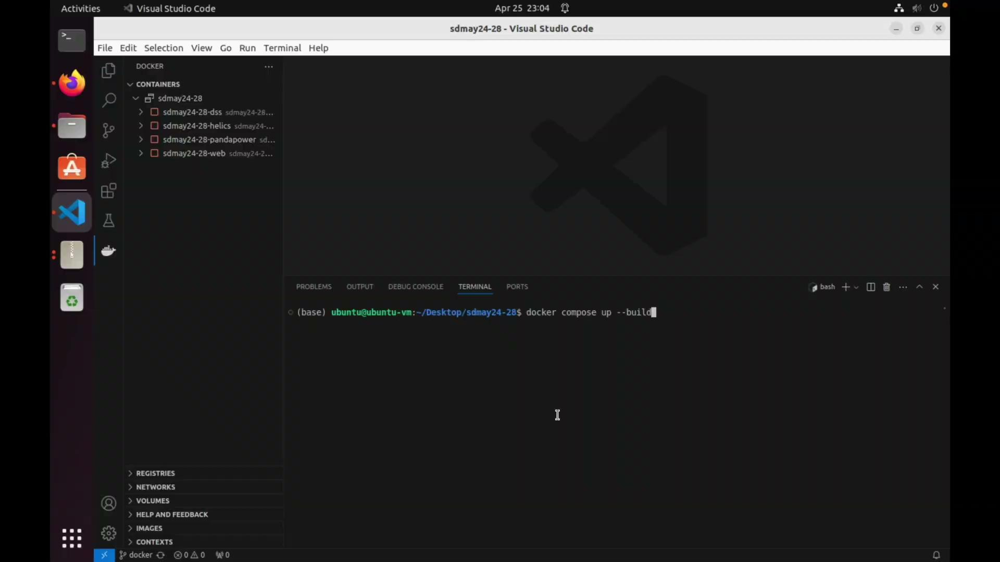 Activities
Visual Studio Code
Apr 25 23:04
sdmay24-28 - Visual Studio Code
File Edit Selection View Go Run Terminal Help
DOCKER
CONTAINERS
sdmay24-28
sdmay24-28-dss sdmay24-28...
sdmay24-28-helics sdmay24-...
sdmay24-28-pandapower sd...
sdmay24-28-web sdmay24-2...
PROBLEMS OUTPUT DEBUG CONSOLE TERMINAL PORTS
bash
(base) ubuntu@ubuntu-vm:~/Desktop/sdmay24-28$ docker compose up --build
REGISTRIES
NETWORKS
VOLUMES
HELP AND FEEDBACK
IMAGES
CONTEXTS
docker 0 0 0